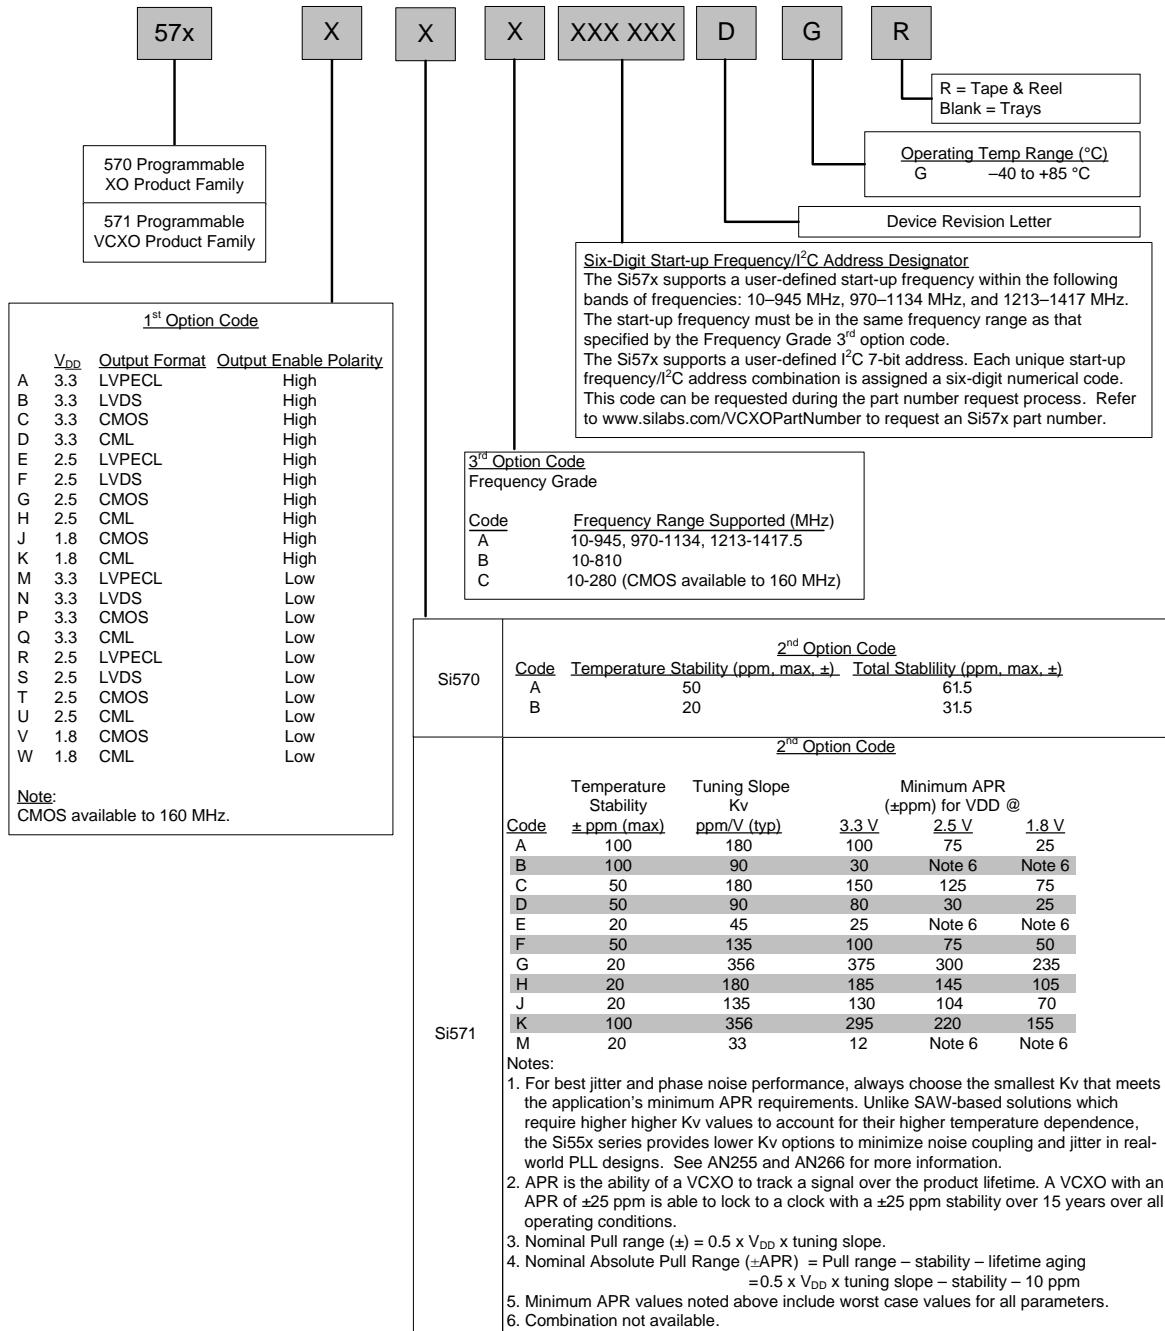 57x X X X XXX XXX D G R
R = Tape & Reel
Blank = Trays
Operating Temp Range (°C)
G –40 to +85 °C
Device Revision Letter
570 Programmable
XO Product Family
571 Programmable
VCXO Product Family
Six-Digit Start-up Frequency/I²C Address Designator
The Si57x supports a user-defined start-up frequency within the following
bands of frequencies: 10–945 MHz, 970–1134 MHz, and 1213–1417 MHz.
The start-up frequency must be in the same frequency range as that
specified by the Frequency Grade 3rd option code.
The Si57x supports a user-defined I²C 7-bit address. Each unique start-up
frequency/I²C address combination is assigned a six-digit numerical code.
This code can be requested during the part number request process. Refer
to www.silabs.com/VCXOPartNumber to request an Si57x part number.
1st Option Code
VDD Output Format Output Enable Polarity
A 3.3 LVPECL High
B 3.3 LVDS High
C 3.3 CMOS High
D 3.3 CML High
E 2.5 LVPECL High
F 2.5 LVDS High
G 2.5 CMOS High
H 2.5 CML High
J 1.8 CMOS High
K 1.8 CML High
M 3.3 LVPECL Low
N 3.3 LVDS Low
P 3.3 CMOS Low
Q 3.3 CML Low
R 2.5 LVPECL Low
S 2.5 LVDS Low
T 2.5 CMOS Low
U 2.5 CML Low
V 1.8 CMOS Low
W 1.8 CML Low
Note:
CMOS available to 160 MHz.
3rd Option Code
Frequency Grade
Code Frequency Range Supported (MHz)
A 10-945, 970-1134, 1213-1417.5
B 10-810
C 10-280 (CMOS available to 160 MHz)
Si570
2nd Option Code
Code Temperature Stability (ppm, max, ±) Total Stablility (ppm, max, ±)
A 50 61.5
B 20 31.5
Si571
2nd Option Code
Temperature Tuning Slope Minimum APR
Stability Kv (±ppm) for VDD @
Code ± ppm (max) ppm/V (typ) 3.3 V 2.5 V 1.8 V
A 100 180 100 75 25
B 100 90 30 Note 6 Note 6
C 50 180 150 125 75
D 50 90 80 30 25
E 20 45 25 Note 6 Note 6
F 50 135 100 75 50
G 20 356 375 300 235
H 20 180 185 145 105
J 20 135 130 104 70
K 100 356 295 220 155
M 20 33 12 Note 6 Note 6
Notes:
1. For best jitter and phase noise performance, always choose the smallest Kv that meets
the application's minimum APR requirements. Unlike SAW-based solutions which
require higher higher Kv values to account for their higher temperature dependence,
the Si55x series provides lower Kv options to minimize noise coupling and jitter in real-
world PLL designs. See AN255 and AN266 for more information.
2. APR is the ability of a VCXO to track a signal over the product lifetime. A VCXO with an
APR of ±25 ppm is able to lock to a clock with a ±25 ppm stability over 15 years over all
operating conditions.
3. Nominal Pull range (±) = 0.5 x VDD x tuning slope.
4. Nominal Absolute Pull Range (±APR) = Pull range – stability – lifetime aging
= 0.5 x VDD x tuning slope – stability – 10 ppm
5. Minimum APR values noted above include worst case values for all parameters.
6. Combination not available.